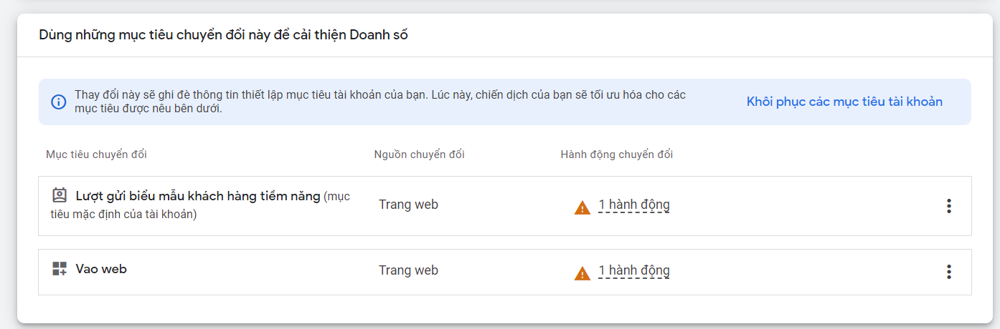 Dùng những mục tiêu chuyển đổi này để cải thiện Doanh số
Thay đổi này sẽ ghi đè thông tin thiết lập mục tiêu tài khoản của bạn. Lúc này, chiến dịch của bạn sẽ tối ưu hóa cho các
mục tiêu được nêu bên dưới.
Khôi phục các mục tiêu tài khoản
Mục tiêu chuyển đổi
Nguồn chuyển đổi
Hành động chuyển đổi
Lượt gửi biểu mẫu khách hàng tiềm năng (mục
tiêu mặc định của tài khoản)
Trang web
1 hành động
Vao web
Trang web
1 hành động